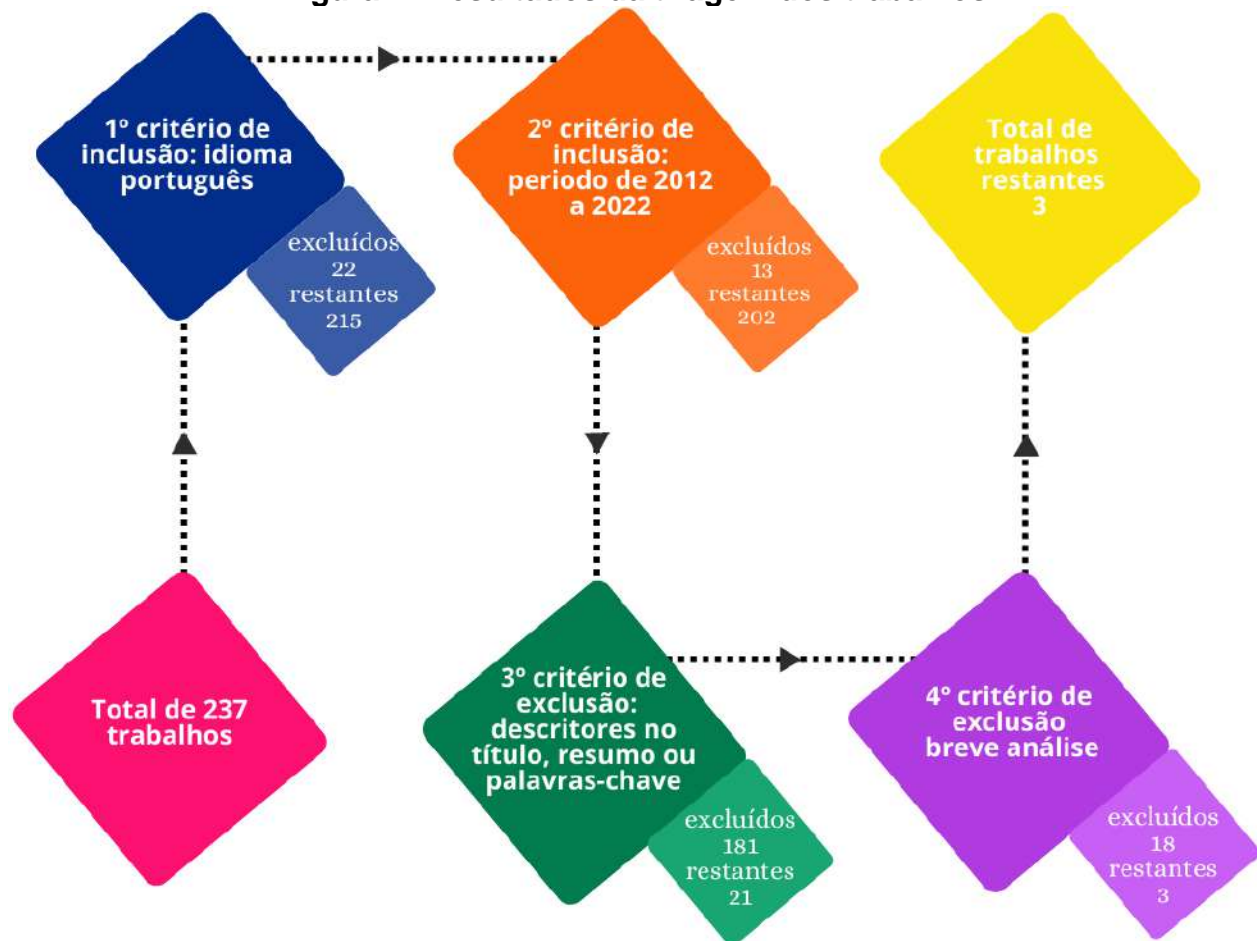 Total de 237
trabalhos
1º critério de
inclusão: idioma
português
excluídos
22
restantes
215
2º critério de
inclusão:
periodo de 2012
a 2022
excluídos
13
restantes
202
3º critério de
exclusão:
descritores no
título, resumo ou
palavras-chave
excluídos
181
restantes
21
4º critério de
exclusão
breve análise
excluídos
18
restantes
3
Total de
trabalhos
restantes
3